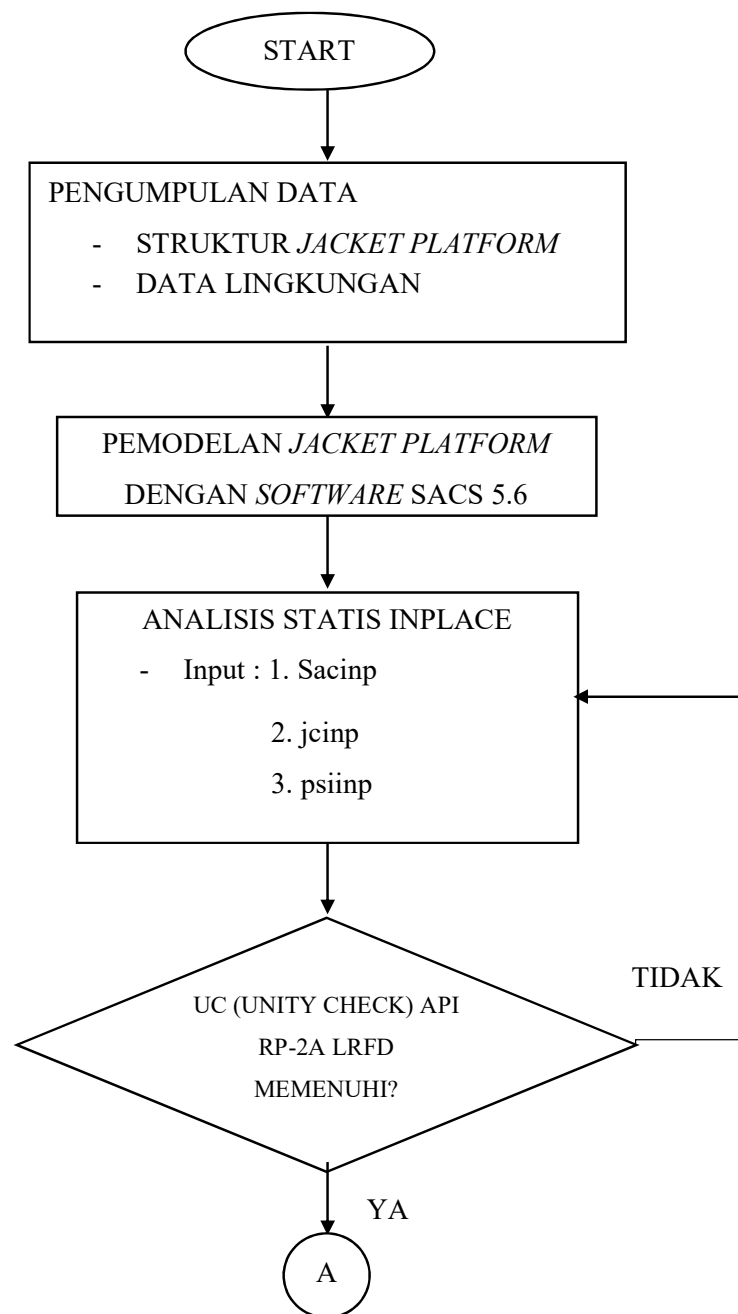 START
PENGUMPULAN DATA
- STRUKTUR JACKET PLATFORM
- DATA LINGKUNGAN
PEMODELAN JACKET PLATFORM
DENGAN SOFTWARE SACS 5.6
ANALISIS STATIS INPLACE
- Input : 1. Sacinp
2. jcinp
3. psiinp
TIDAK
UC (UNITY CHECK) API
RP-2A LRFD
MEMENUHI?
YA
A